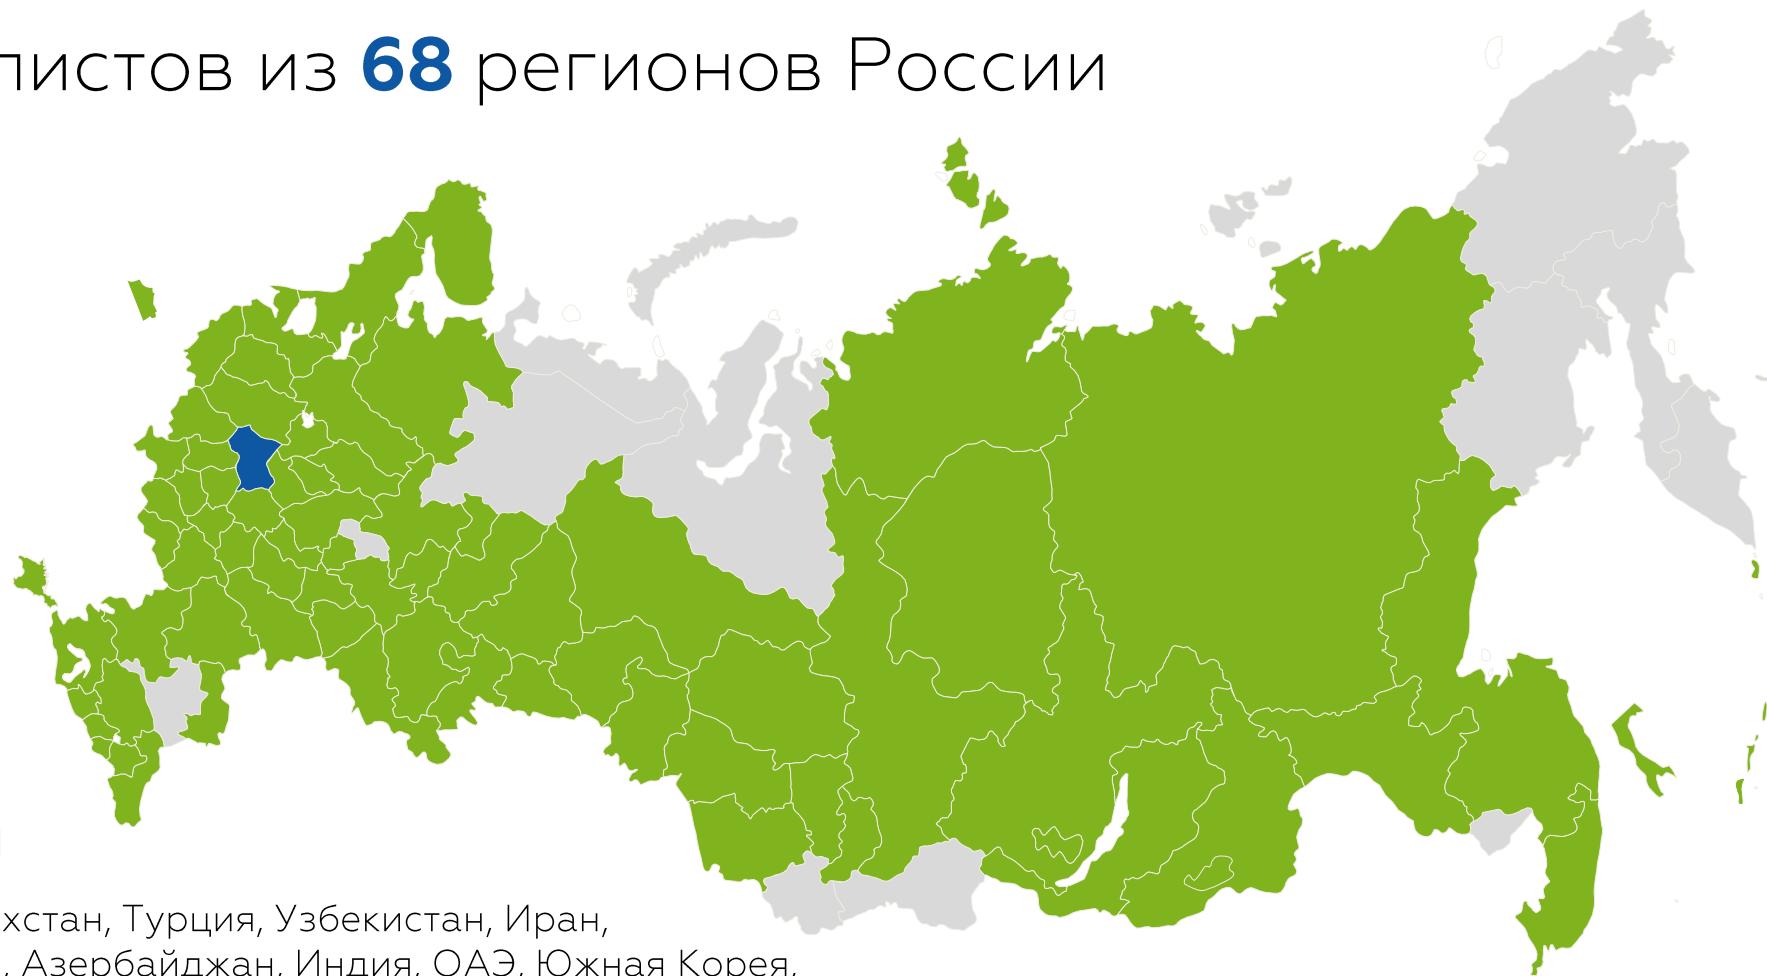 листов из 68 регионов России
хстан, Турция, Узбекистан, Иран,
, Азербайджан, Индия, ОАЭ, Южная Корея,